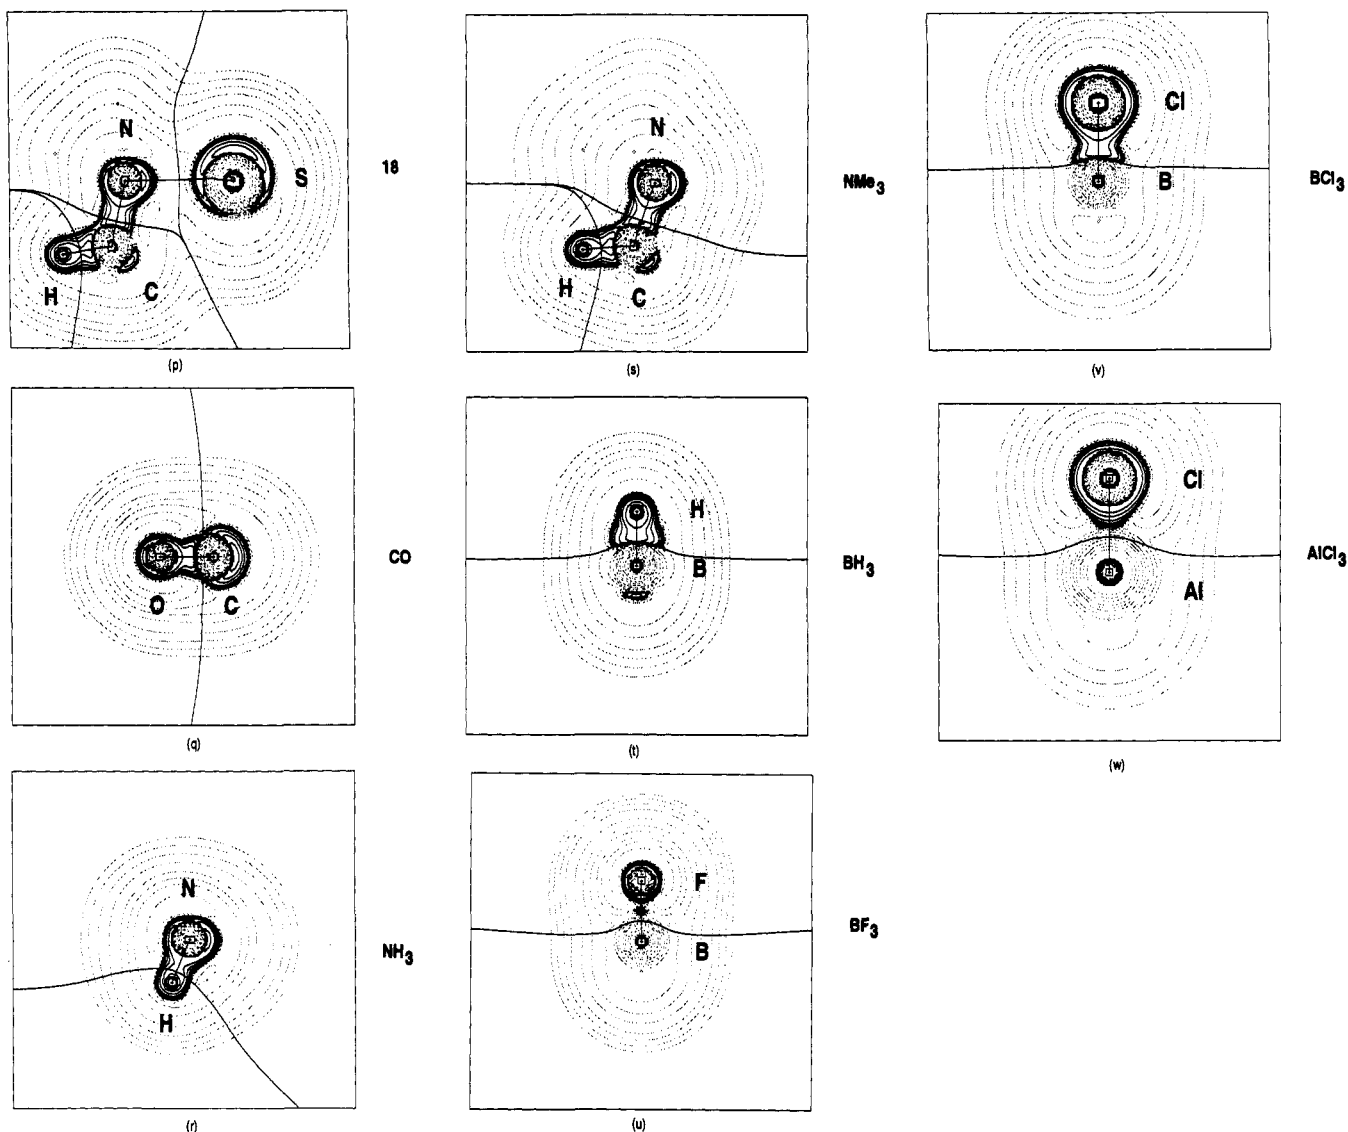 N
S
H
C
18
(p)
N
H
C
NMe3
(s)
Cl
B
BCl3
(v)
O
C
CO
(q)
H
B
BH3
(t)
Cl
Al
AlCl3
(w)
N
H
NH3
(r)
F
B
BF3
(u)